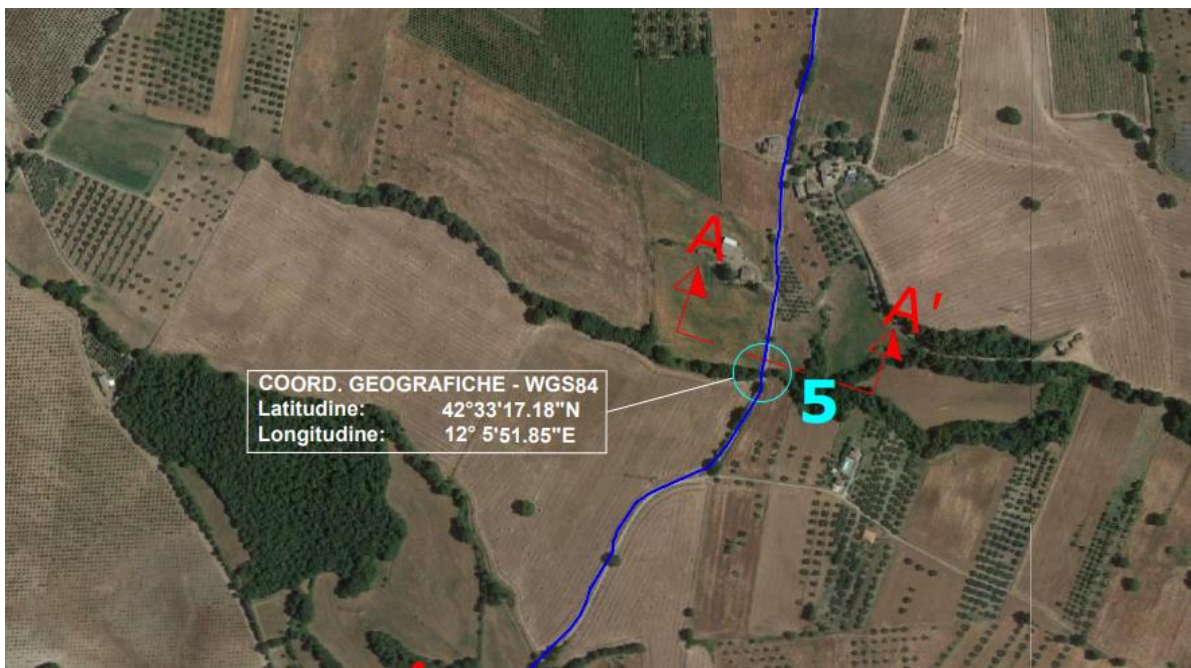 A
A'
COORD. GEOGRAFICHE - WGS84
Latitudine: 42°33'17.18"N
Longitudine: 12° 5'51.85"E
5